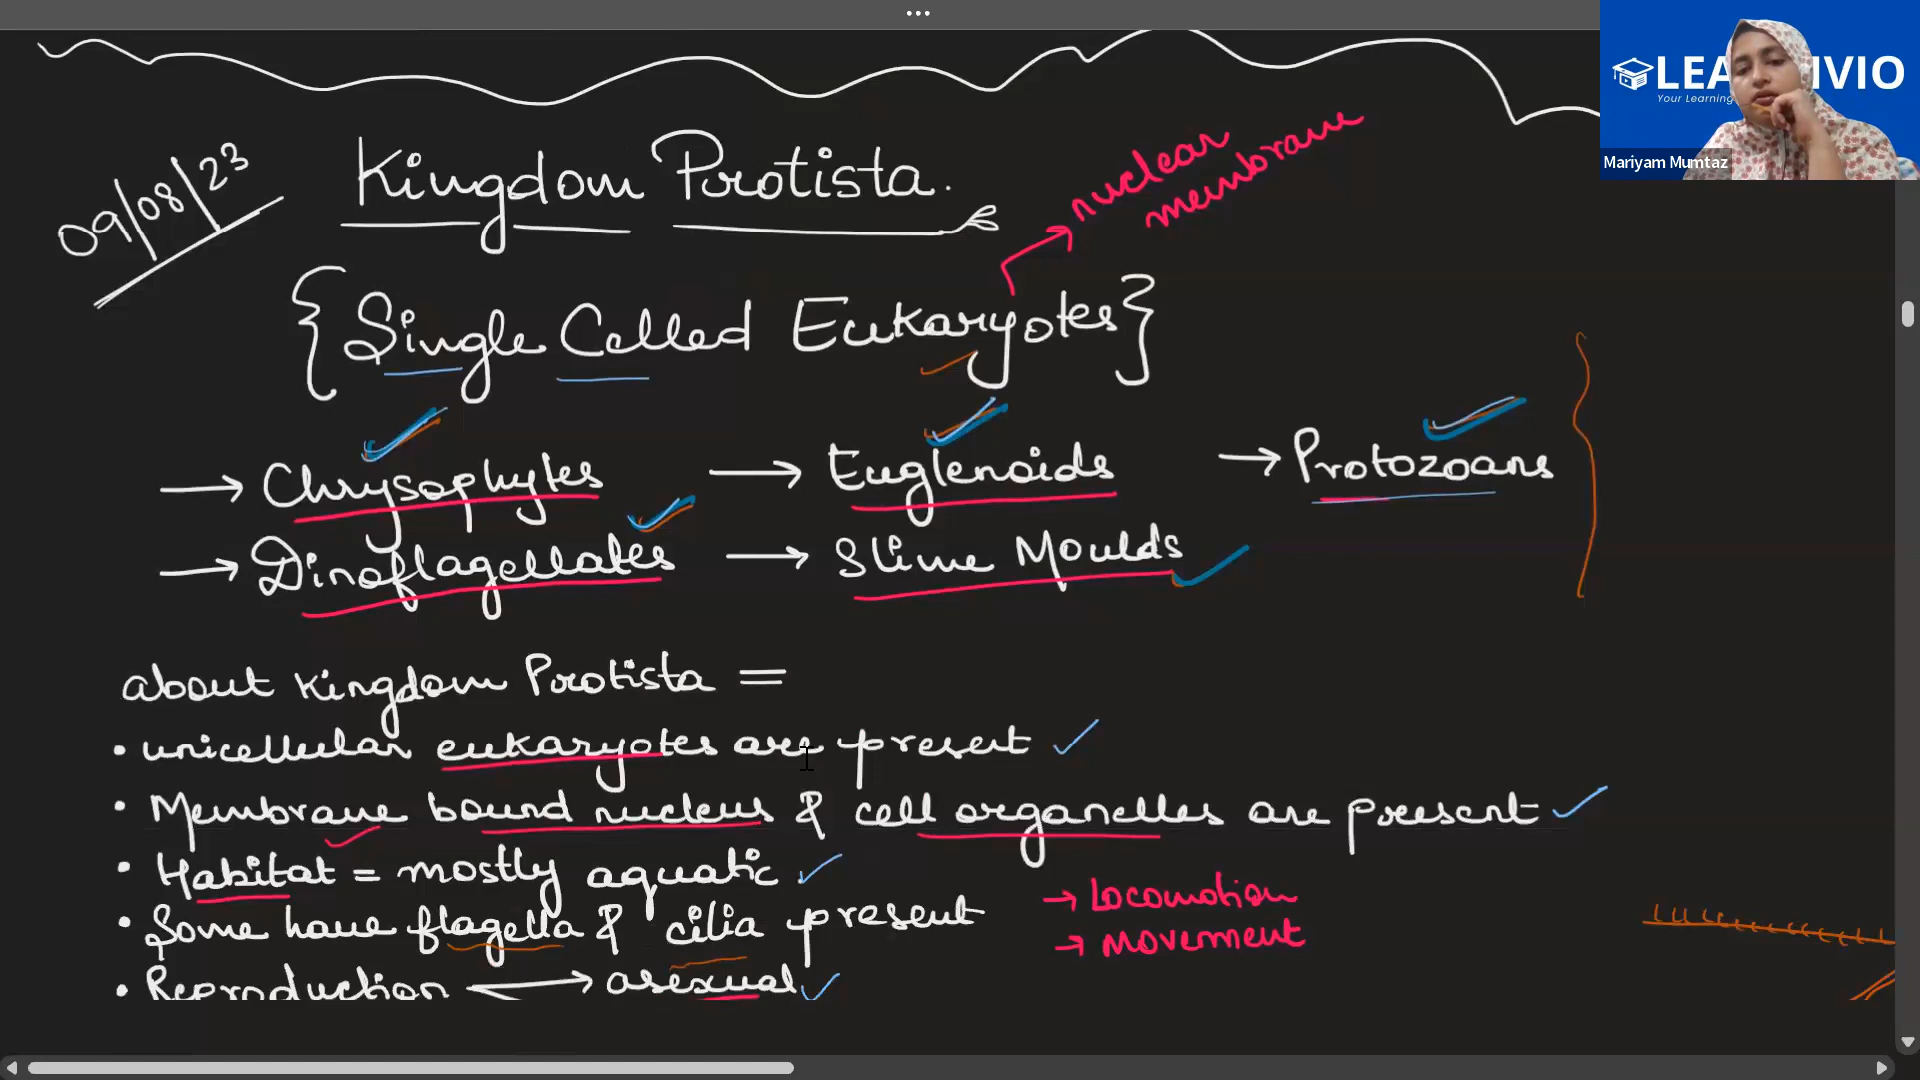 LEA IVIO
Your Learning
Mariyam Mumtaz
09/08/23
Kingdom Protista.
nuclear
membrane
{Single Celled Eukaryotes}
→ Chrysophytes → Euglenoids → Protozoans
→ Dinoflagellates → Slime Moulds
about Kingdom Protista =
• unicellular eukaryotes are present
• Membrane bound nucleus & cell organelles are present
• Habitat = mostly aquatic
• Some have flagella & cilia present
→ Locomotion
→ movement
• Reproduction → asexual